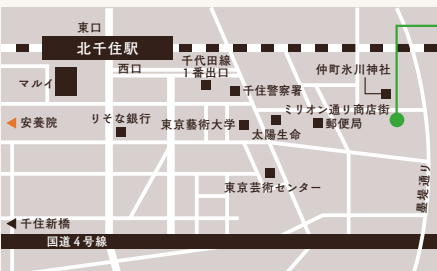 東口
北千住駅
西口
千代田線
1番出口
マルイ
仲町氷川神社
千住警察署
ミリオン通り商店街
安養院
りそな銀行
東京藝術大学
郵便局
太陽生命
東京芸術センター
墨堤通り
千住新橋
国道4号線